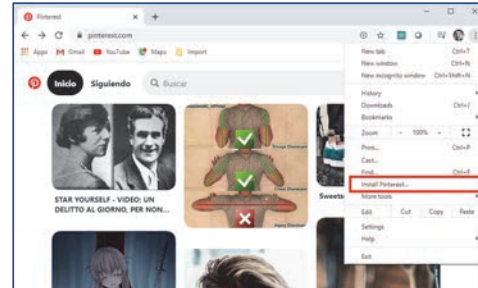 Pinterest
pinterest.com
Apps Gmail YouTube Maps Import
Inicio Siguiendo Buscar
STAR YOURSELF - VIDEO: UN
DELITTO AL GIORNO, PER NON...
Sweets
New tab Ctrl+T
New window Ctrl+N
New incognito window Ctrl+Shift+N
History
Downloads Ctrl+J
Bookmarks
Zoom - 100% +
Print... Ctrl+P
Cast...
Find... Ctrl+F
Install Pinterest...
More tools
Edit Cut Copy Paste
Settings
Help
Exit